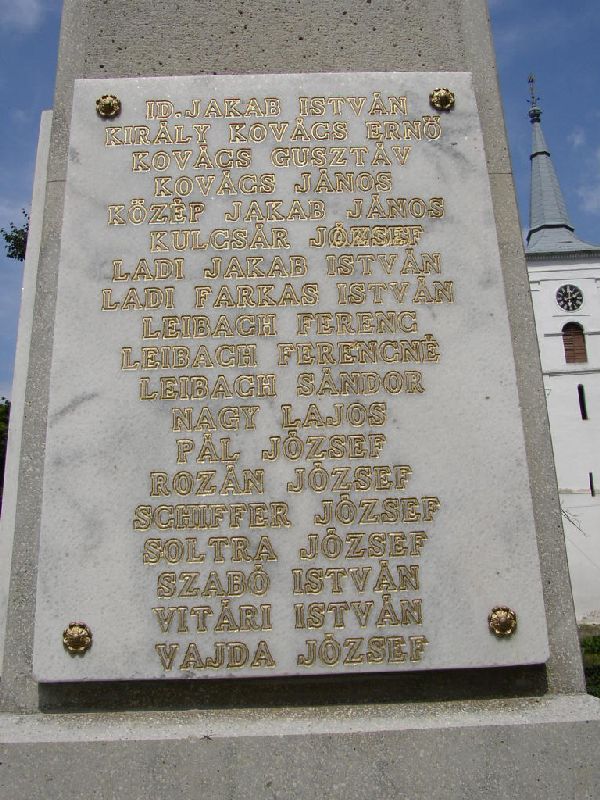 ID.JAKAB ISTVÁN
KIRÁLY KOVÁCS ERNŐ
KOVÁCS GUSZTÁV
KOVÁCS JÁNOS
KÖZÉP JAKAB JÁNOS
KULCSÁR JÓZSEF
LADI JAKAB ISTVÁN
LADI FARKAS ISTVÁN
LEIBACH FERENC
LEIBACH FERENCNÉ
LEIBACH SÁNDOR
NAGY LAJOS
PÁL JÓZSEF
ROZÁN JÓZSEF
SCHIFFER JÓZSEF
SOLTRA JÓZSEF
SZABÓ ISTVÁN
VITÁRI ISTVÁN
VAJDA JÓZSEF